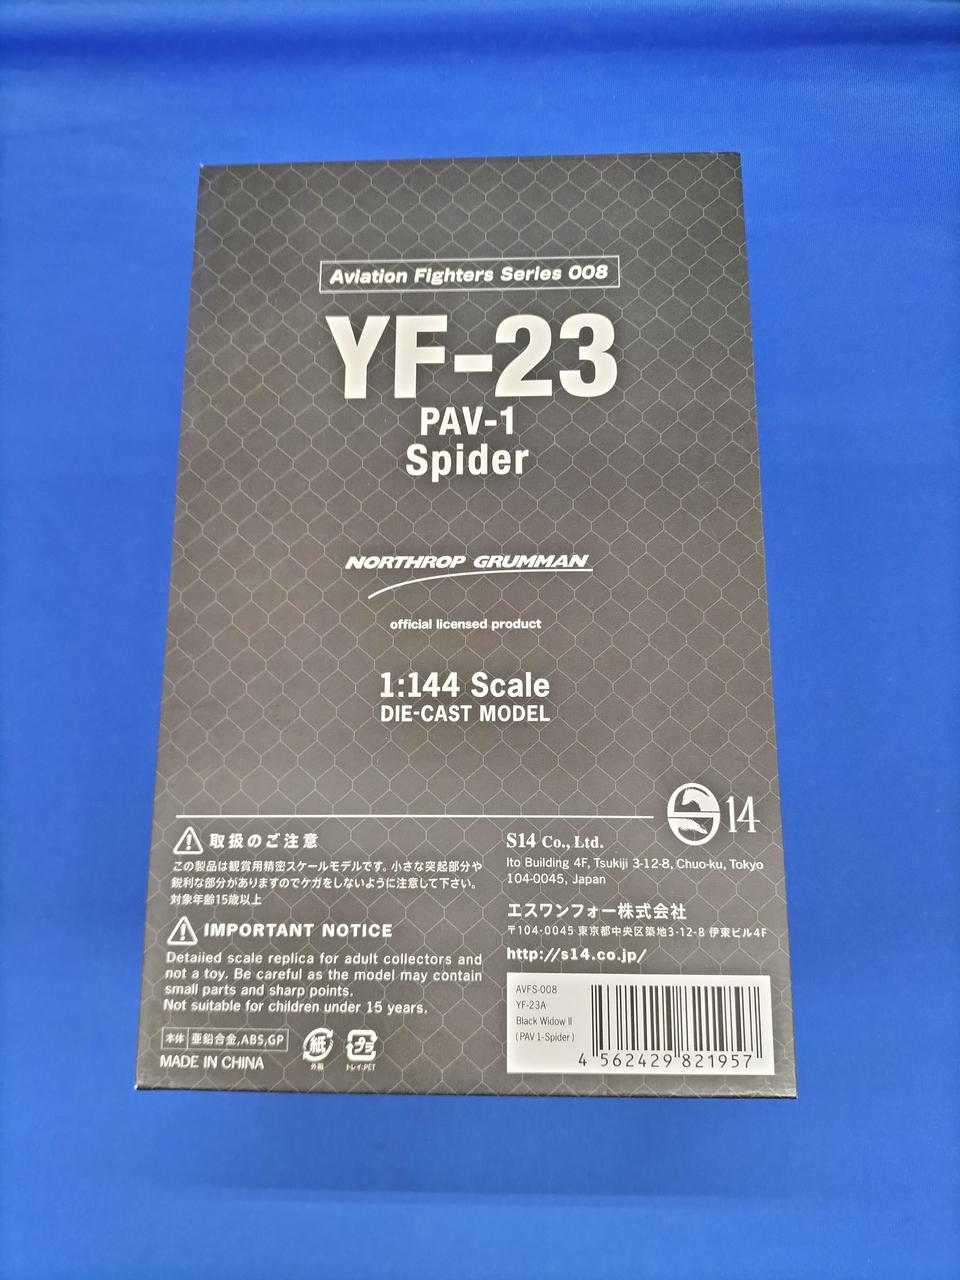 Aviation Fighters Series 008
YF-23
PAV-1
Spider
NORTHROP GRUMMAN
official licensed product
1:144 Scale
DIE-CAST MODEL
S14
取扱のご注意
この製品は観賞用精密スケールモデルです。小さな突起部分や
鋭利な部分がありますのでケガをしないように注意して下さい。
対象年齢15歳以上
IMPORTANT NOTICE
Detailed scale replica for adult collectors and
not a toy. Be careful as the model may contain
small parts and sharp points.
Not suitable for children under 15 years.
本体 亜鉛合金,ABS,GP
紙
外箱
プラ
トレイ:PET
MADE IN CHINA
S14 Co., Ltd.
Ito Building 4F, Tsukiji 3-12-8, Chuo-ku, Tokyo
104-0045, Japan
エスワンフォー株式会社
〒104-0045 東京都中央区築地3-12-8 伊東ビル4F
http://s14.co.jp/
AVFS-008
YF-23A
Black Widow II
(PAV 1-Spider)
4 562429 821957